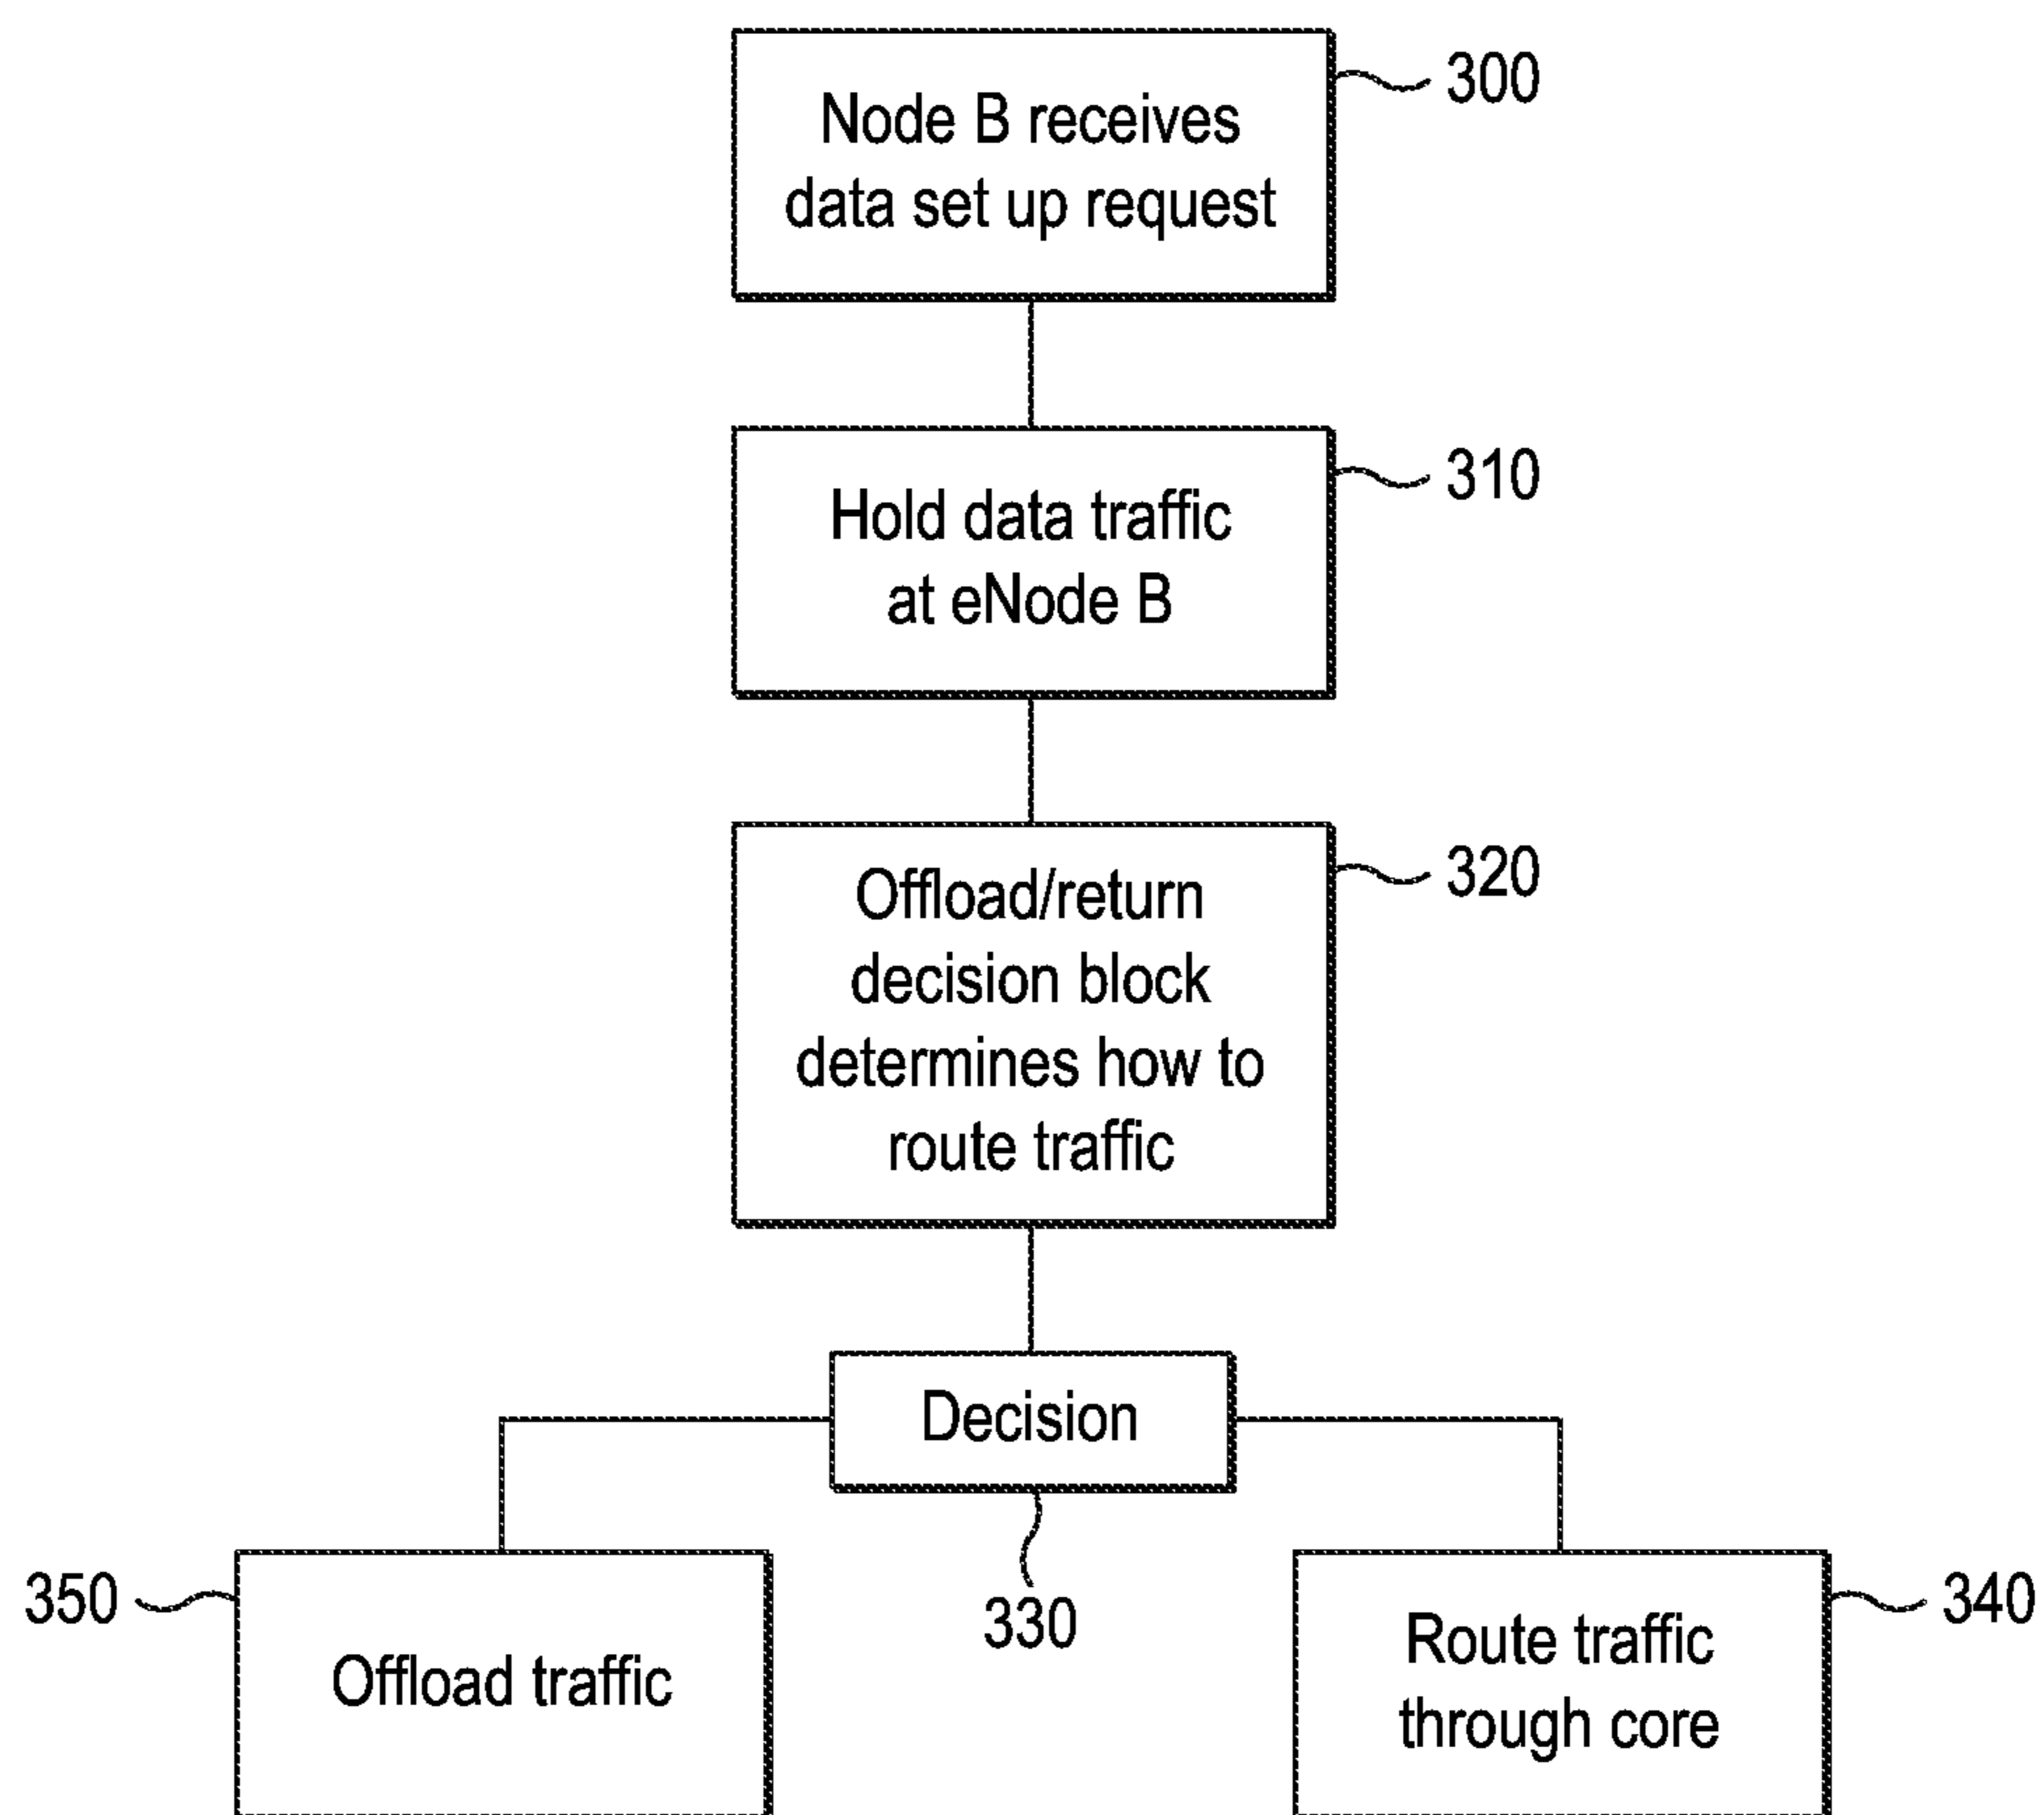 Node B receives
data set up request
300
Hold data traffic
at eNode B
310
Offload/return
decision block
determines how to
route traffic
320
Decision
330
350
Offload traffic
Route traffic
through core
340